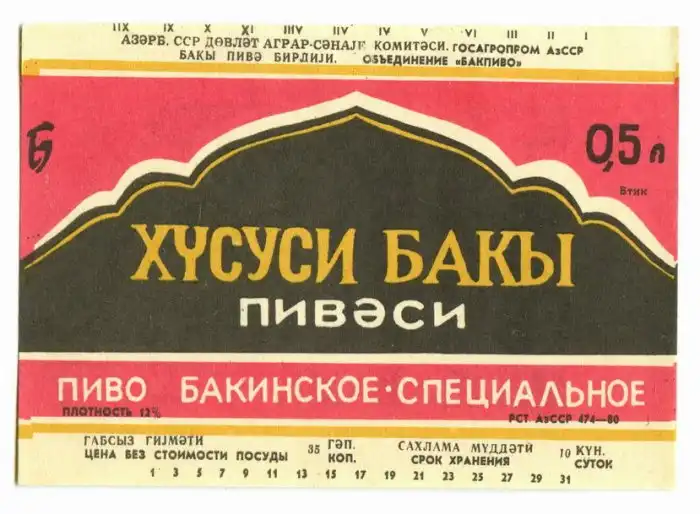 IIX IX X XI IIIV IIV IV V VI III II I
АЗӘРБ. ССР ДӨВЛӘТ АГРАР-СӘНАЈЕ КОМИТӘСИ. ГОСАГРОПРОМ АзССР
БАКЫ ПИВӘ БИРЛИЈИ. ОБЪЕДИНЕНИЕ «БАКПИВО»
Б 0,5 л
Втик
ХҮСУСИ БАКЫ
ПИВӘСИ
ПИВО БАКИНСКОЕ·СПЕЦИАЛЬНОЕ
ПЛОТНОСТЬ 12% РСТ АзССР 474—80
ГАБСЫЗ ГИЈМӘТИ 35 ГӘП. САХЛАМА МҮДДӘТИ 10 КҮН.
ЦЕНА БЕЗ СТОИМОСТИ ПОСУДЫ КОП. СРОК ХРАНЕНИЯ СУТОК
1 3 5 7 9 11 13 15 17 19 21 23 25 27 29 31